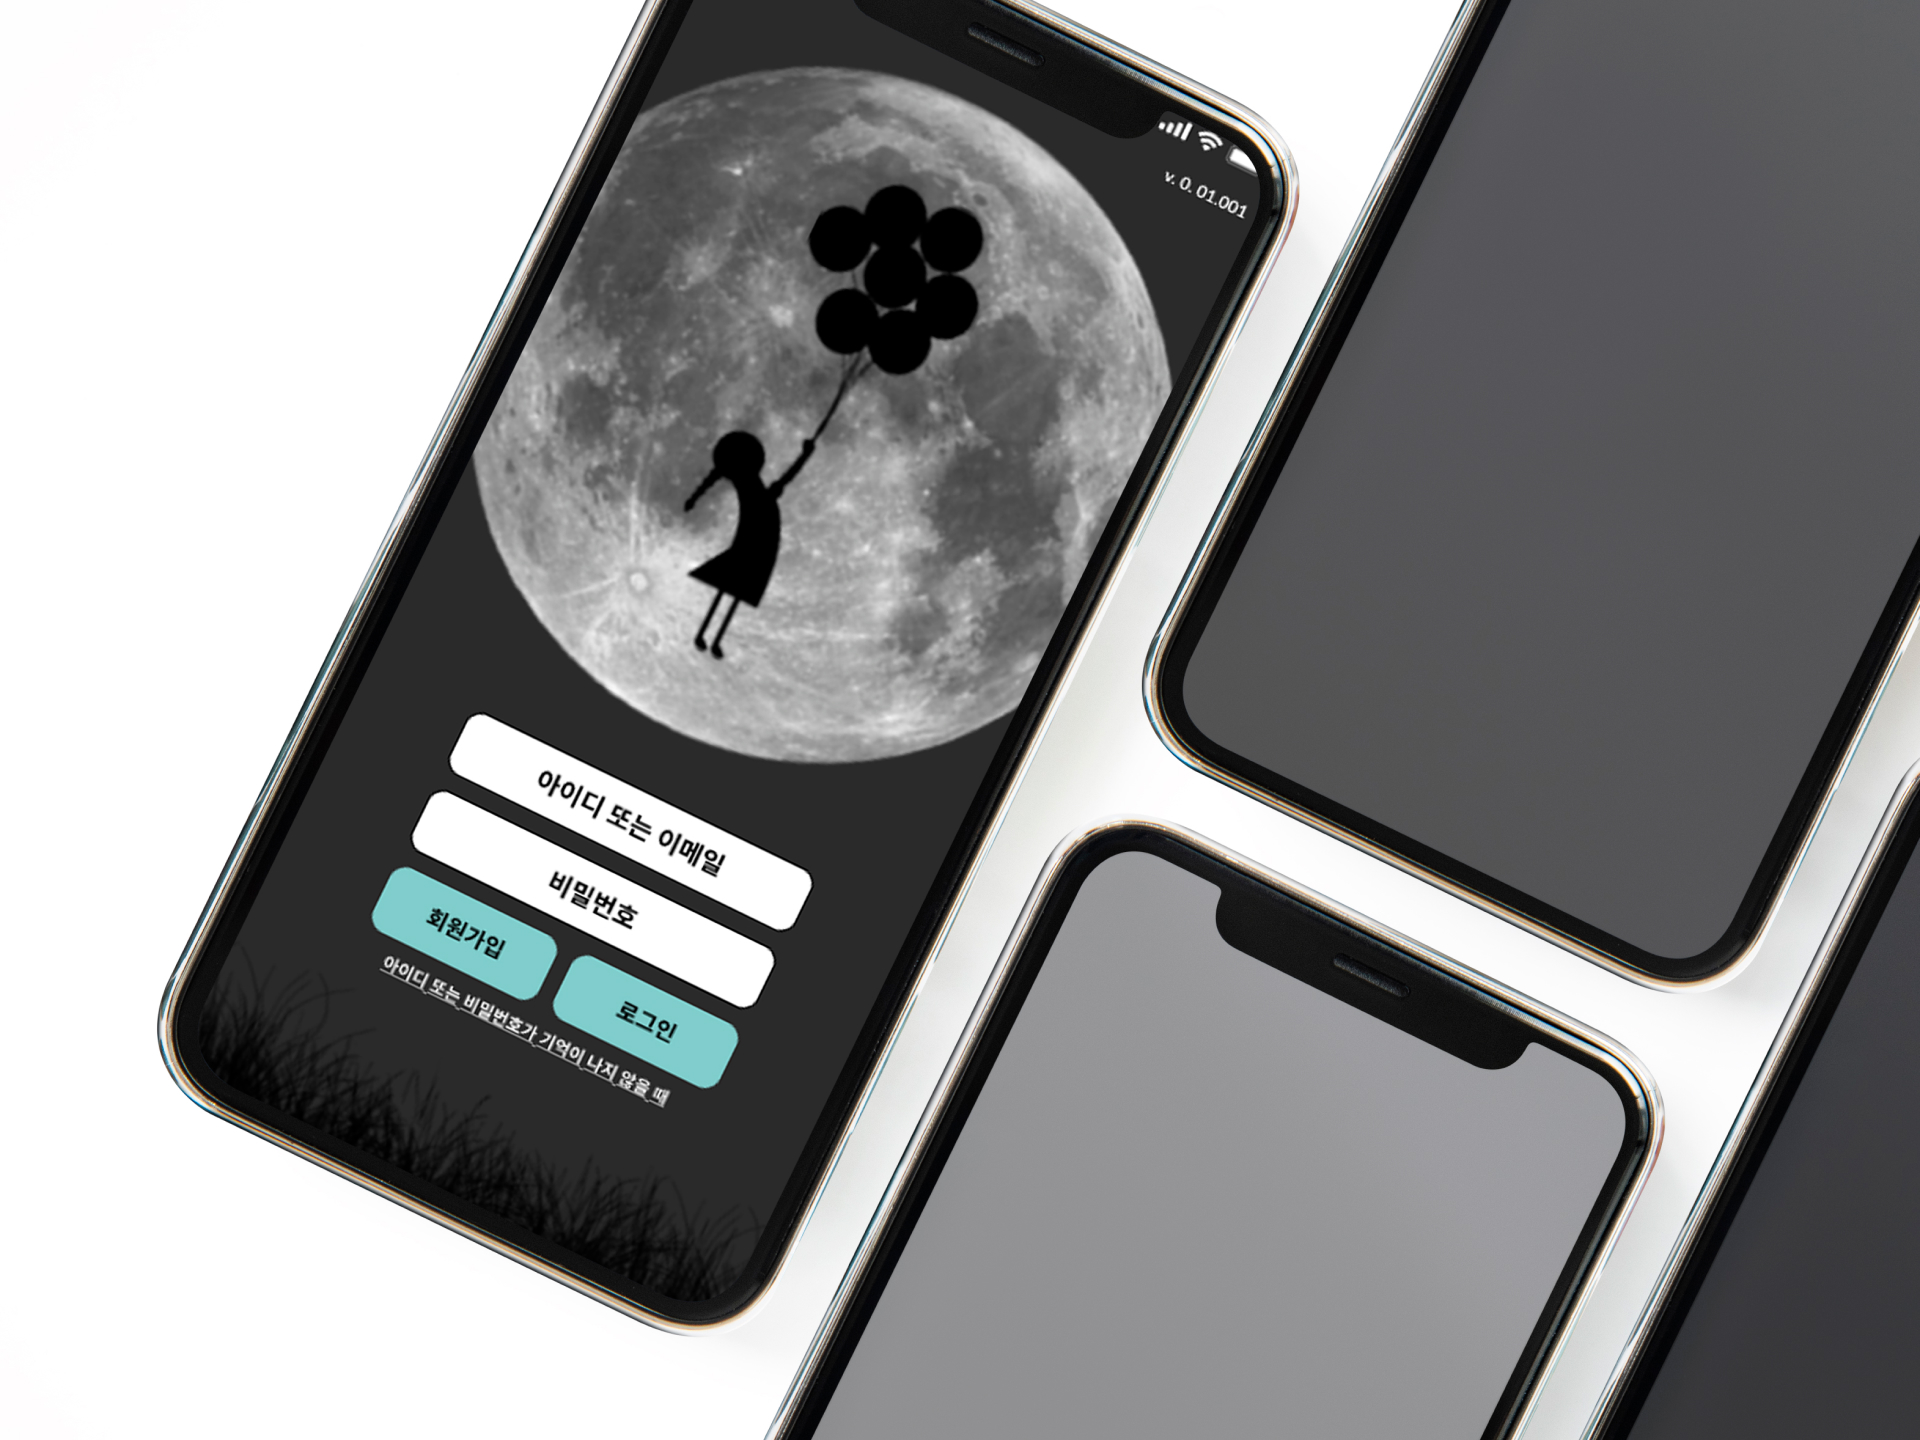 v. 0. 01.001
아이디 또는 이메일
비밀번호
회원가입
로그인
아이디 또는 비밀번호가 기억이 나지 않을 때